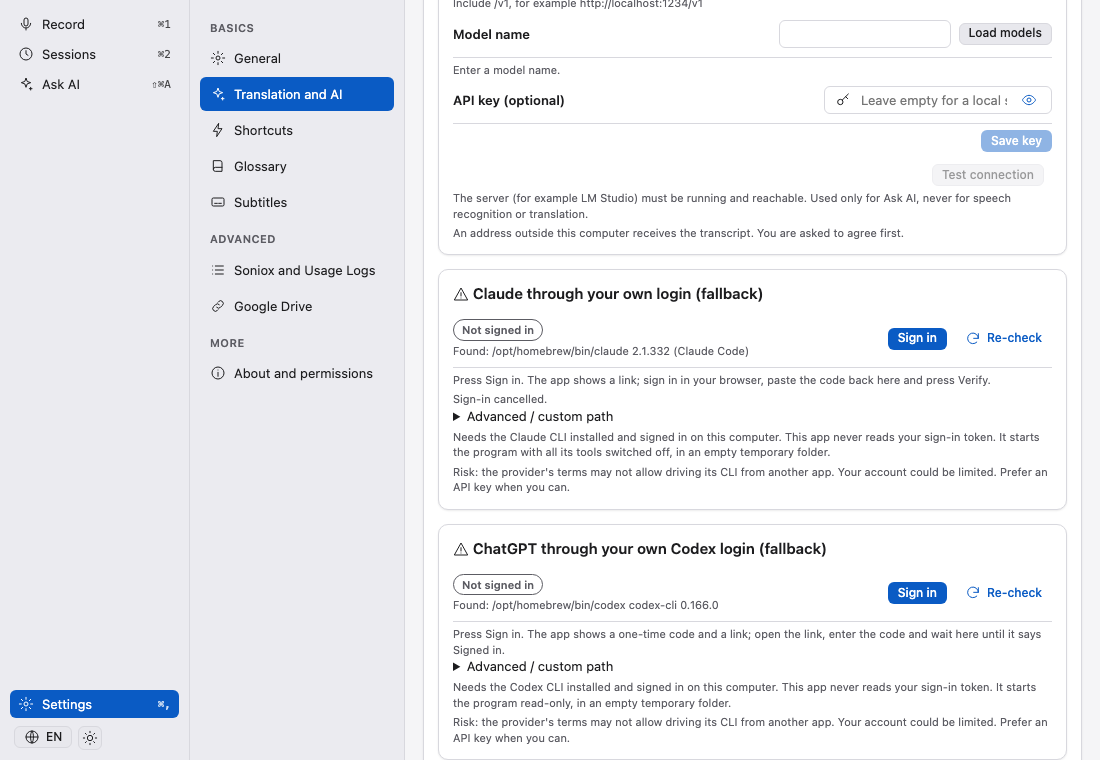 Record ⌘1
Sessions ⌘2
Ask AI ⇧⌘A
Settings ⌘,
EN
BASICS
General
Translation and AI
Shortcuts
Glossary
Subtitles
ADVANCED
Soniox and Usage Logs
Google Drive
MORE
About and permissions
Include /v1, for example http://localhost:1234/v1
Model name
Load models
Enter a model name.
API key (optional)
Leave empty for a local
Save key
Test connection
The server (for example LM Studio) must be running and reachable. Used only for Ask AI, never for speech
recognition or translation.
An address outside this computer receives the transcript. You are asked to agree first.
Claude through your own login (fallback)
Not signed in
Sign in
Re-check
Found: /opt/homebrew/bin/claude 2.1.332 (Claude Code)
Press Sign in. The app shows a link; sign in in your browser, paste the code back here and press Verify.
Sign-in cancelled.
Advanced / custom path
Needs the Claude CLI installed and signed in on this computer. This app never reads your sign-in token. It starts
the program with all its tools switched off, in an empty temporary folder.
Risk: the provider's terms may not allow driving its CLI from another app. Your account could be limited. Prefer an
API key when you can.
ChatGPT through your own Codex login (fallback)
Not signed in
Sign in
Re-check
Found: /opt/homebrew/bin/codex codex-cli 0.166.0
Press Sign in. The app shows a one-time code and a link; open the link, enter the code and wait here until it says
Signed in.
Advanced / custom path
Needs the Codex CLI installed and signed in on this computer. This app never reads your sign-in token. It starts
the program read-only, in an empty temporary folder.
Risk: the provider's terms may not allow driving its CLI from another app. Your account could be limited. Prefer an
API key when you can.